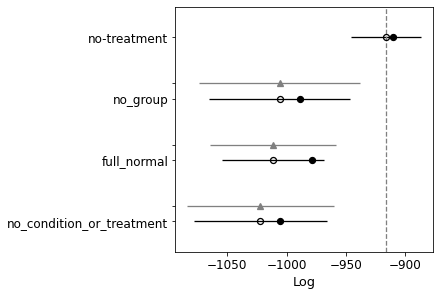 no-treatment
no_group
full_normal
no_condition_or_treatment
−1050 −1000 −950 −900
Log